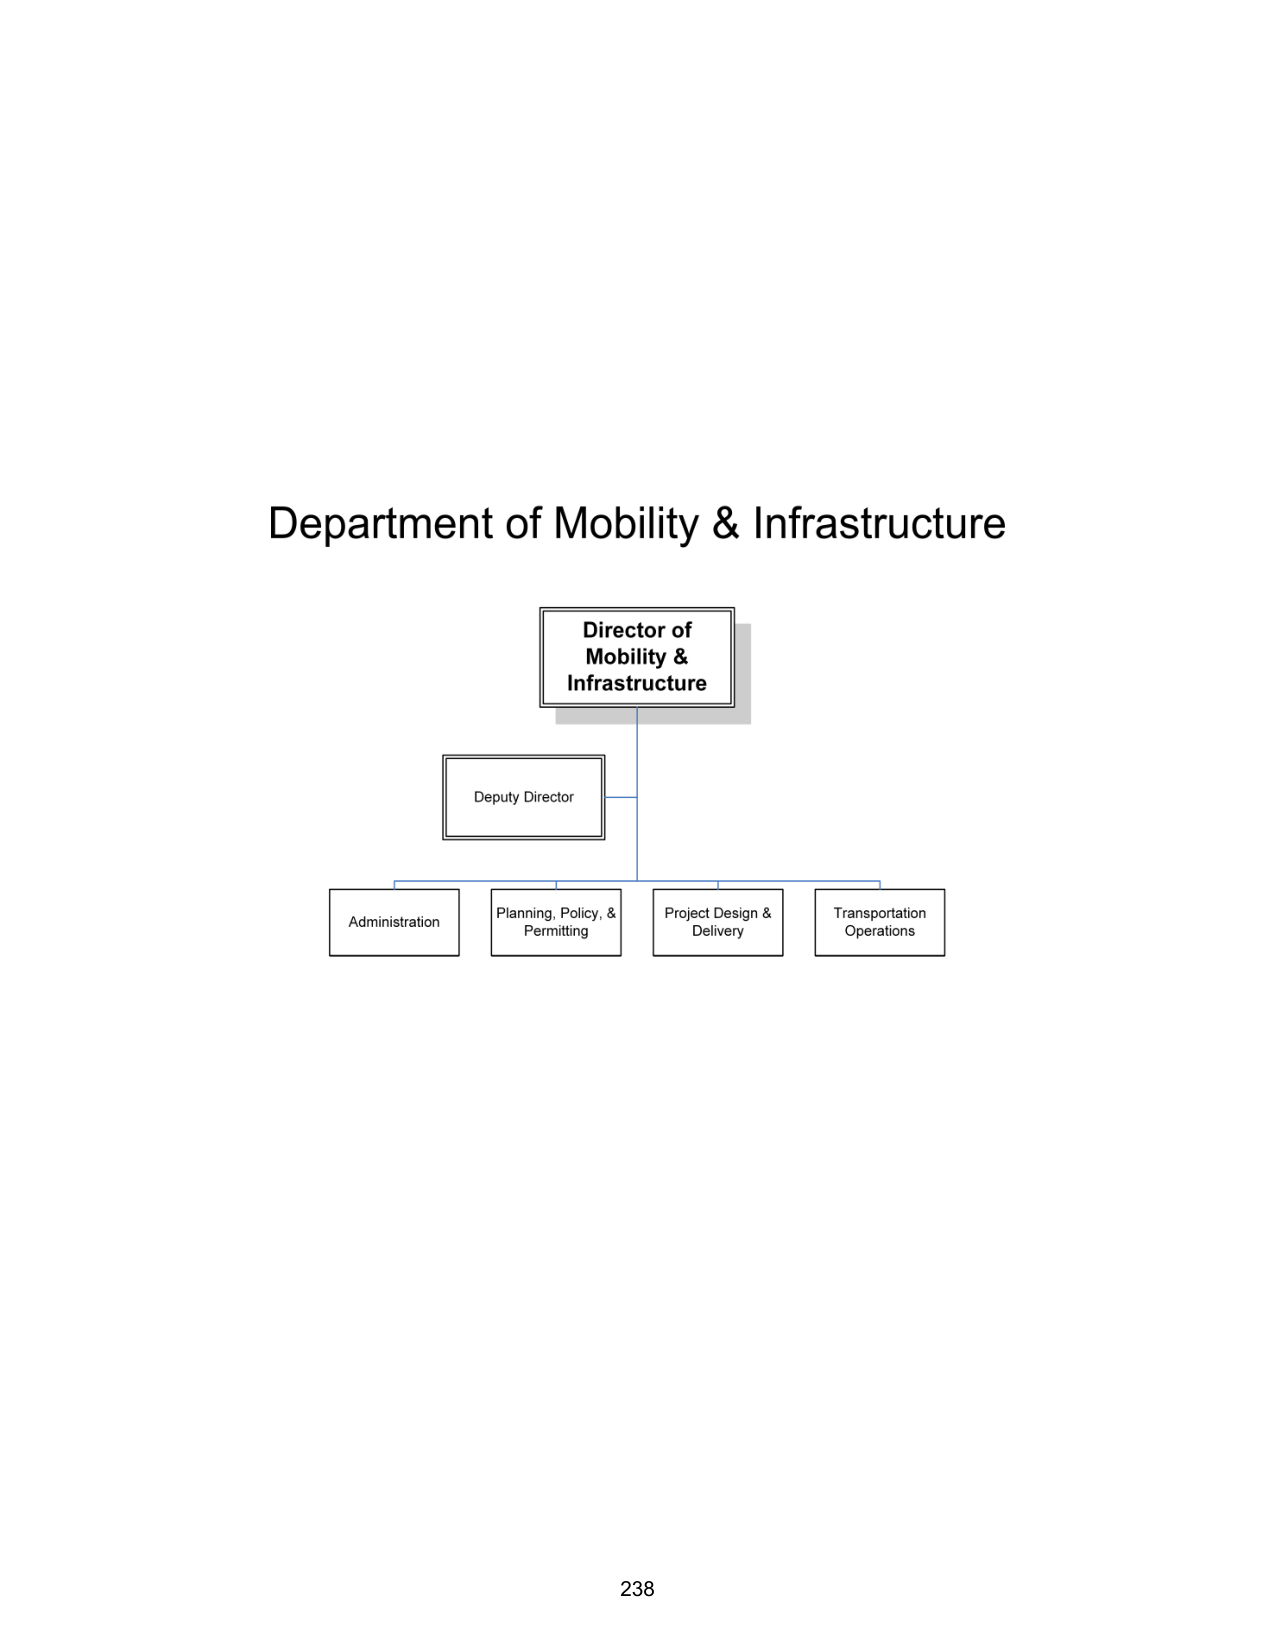 Department of Mobility & Infrastructure
Director of
Mobility &
Infrastructure
Deputy Director
Administration
Planning, Policy, &
Permitting
Project Design &
Delivery
Transportation
Operations
238